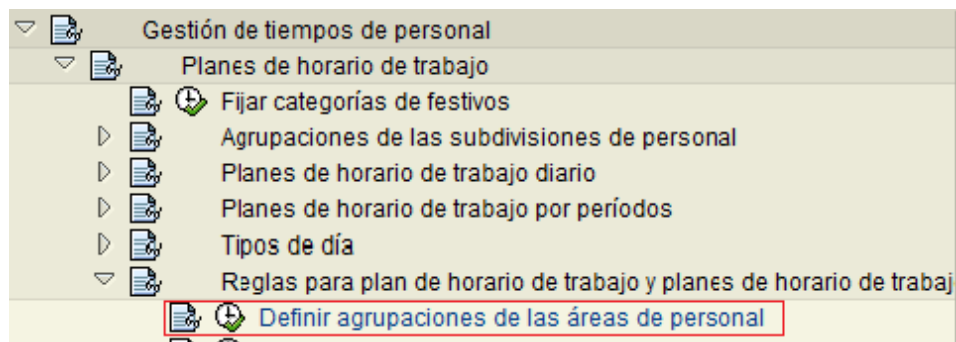 Gestión de tiempos de personal
Planes de horario de trabajo
Fijar categorías de festivos
Agrupaciones de las subdivisiones de personal
Planes de horario de trabajo diario
Planes de horario de trabajo por períodos
Tipos de día
Reglas para plan de horario de trabajo y planes de horario de trabaj
Definir agrupaciones de las áreas de personal